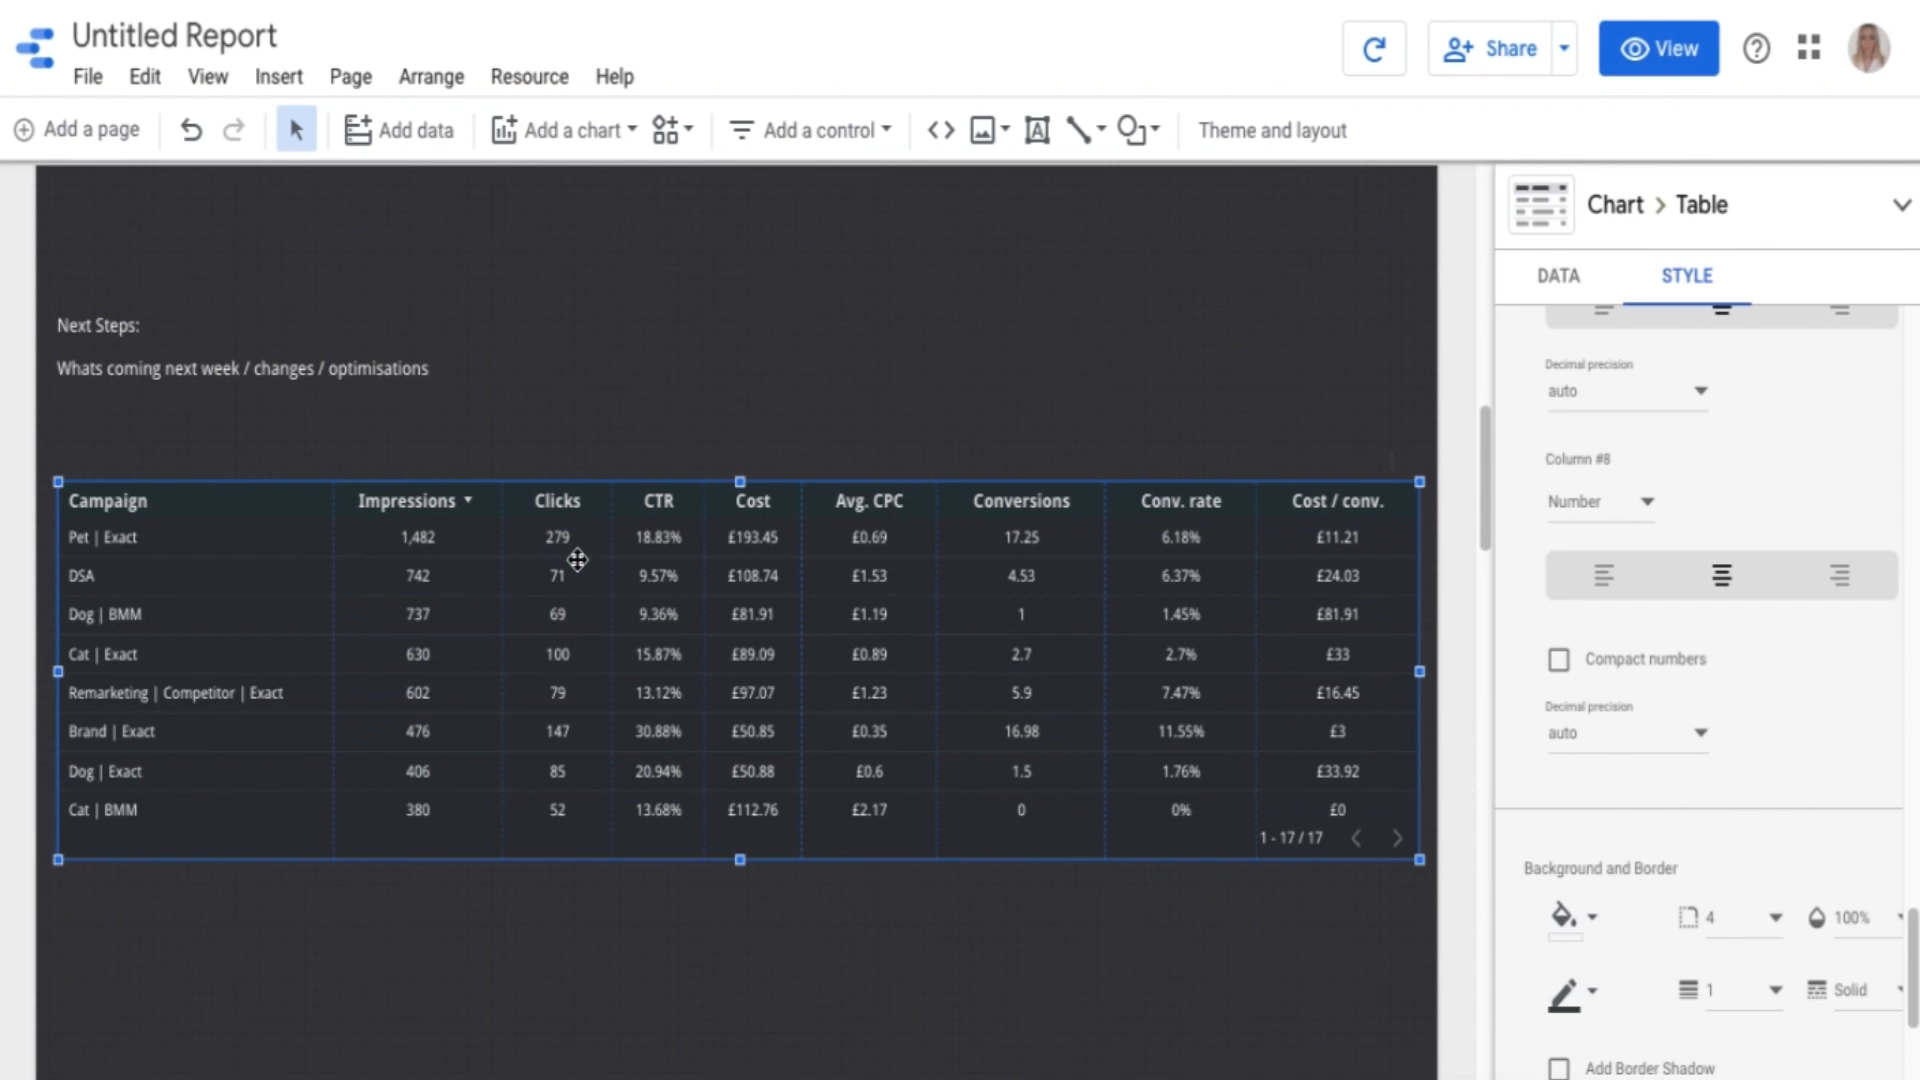 Untitled Report
File Edit View Insert Page Arrange Resource Help
Share View
Add a page Add data Add a chart Add a control Theme and layout
Next Steps:
Whats coming next week / changes / optimisations
Campaign Impressions Clicks CTR Cost Avg. CPC Conversions Conv. rate Cost / conv.
Pet | Exact 1,482 279 18.83% £193.45 £0.69 17.25 6.18% £11.21
DSA 742 71 9.57% £108.74 £1.53 4.53 6.37% £24.03
Dog | BMM 737 69 9.36% £81.91 £1.19 1 1.45% £81.91
Cat | Exact 630 100 15.87% £89.09 £0.89 2.7 2.7% £33
Remarketing | Competitor | Exact 602 79 13.12% £97.07 £1.23 5.9 7.47% £16.45
Brand | Exact 476 147 30.88% £50.85 £0.35 16.98 11.55% £3
Dog | Exact 406 85 20.94% £50.88 £0.6 1.5 1.76% £33.92
Cat | BMM 380 52 13.68% £112.76 £2.17 0 0% £0
1 - 17 / 17
Chart > Table
DATA STYLE
Decimal precision
auto
Column #8
Number
Compact numbers
Decimal precision
auto
Background and Border
4 100%
1 Solid
Add Border Shadow